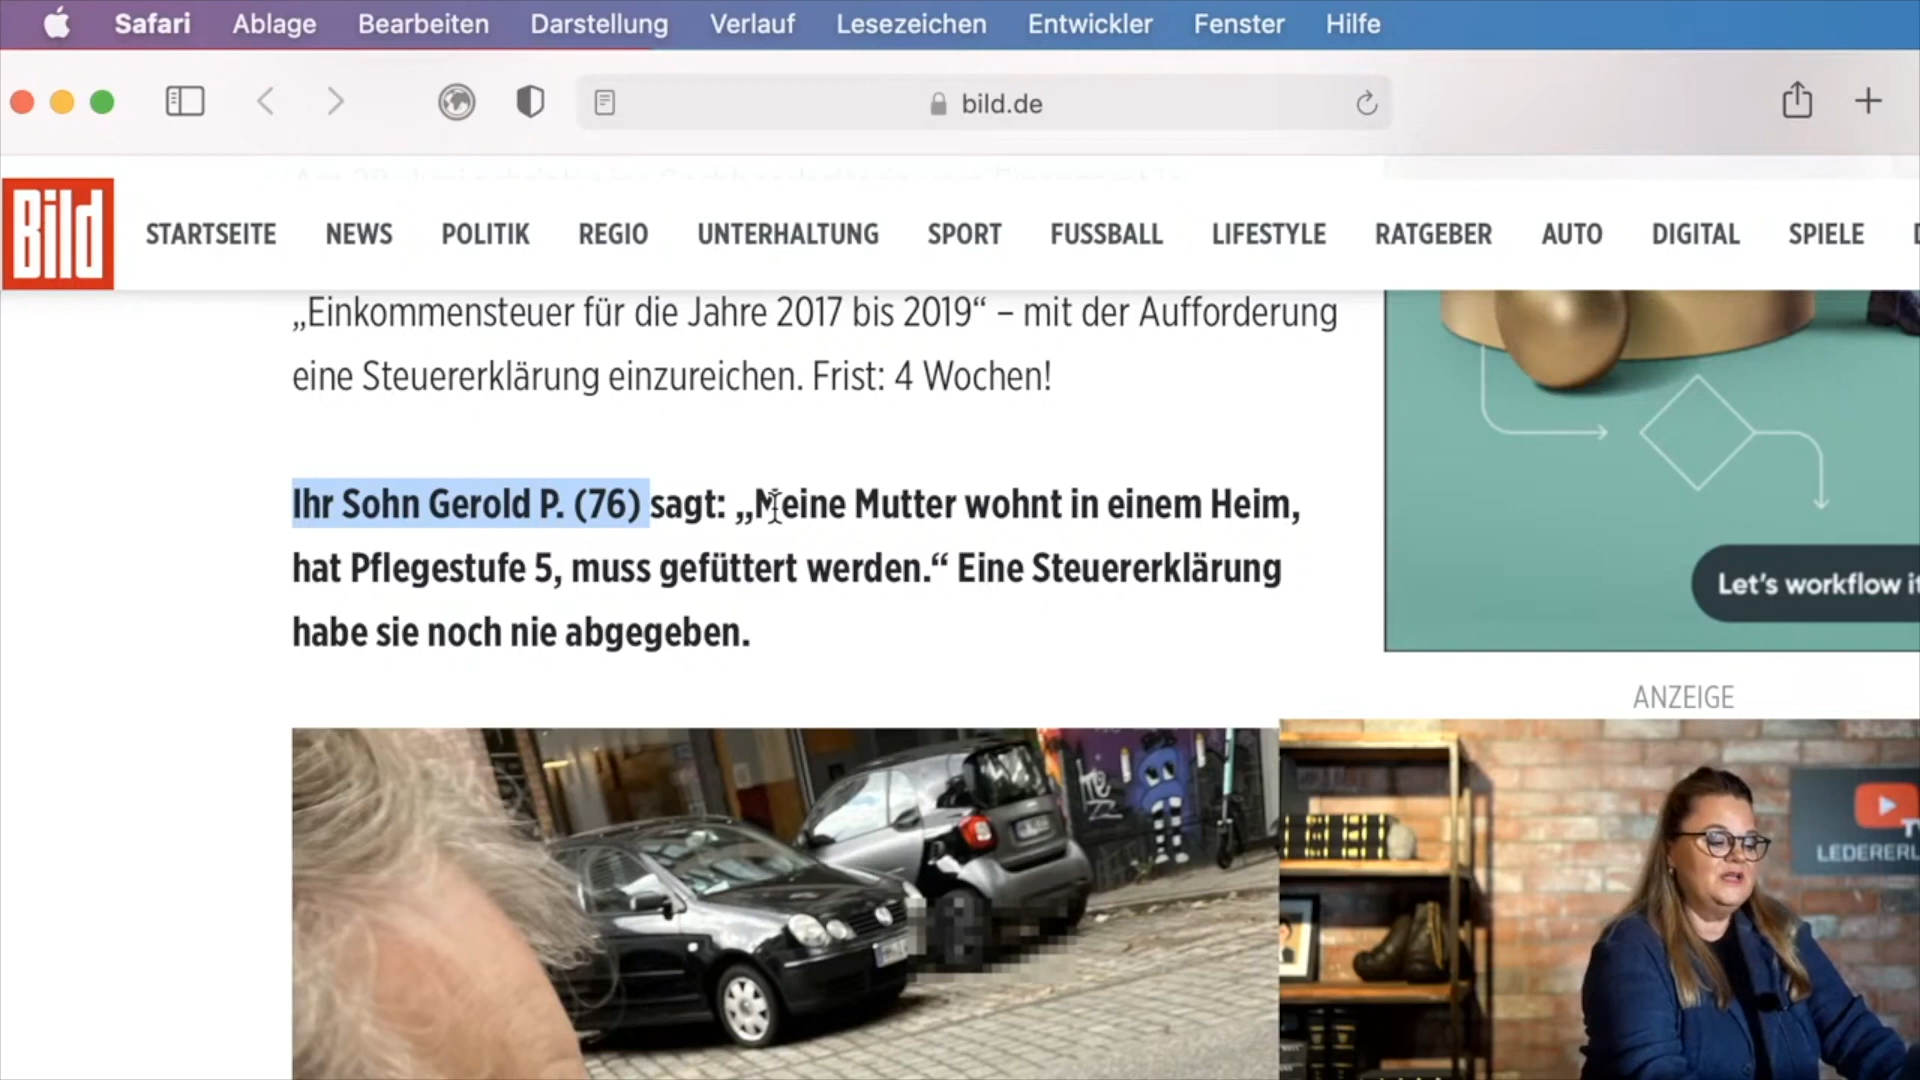 Safari Ablage Bearbeiten Darstellung Verlauf Lesezeichen Entwickler Fenster Hilfe
bild.de
Bild
STARTSEITE NEWS POLITIK REGIO UNTERHALTUNG SPORT FUSSBALL LIFESTYLE RATGEBER AUTO DIGITAL SPIELE
„Einkommensteuer für die Jahre 2017 bis 2019“ – mit der Aufforderung
eine Steuererklärung einzureichen. Frist: 4 Wochen!
Ihr Sohn Gerold P. (76) sagt: „Meine Mutter wohnt in einem Heim,
hat Pflegestufe 5, muss gefüttert werden.“ Eine Steuererklärung
habe sie noch nie abgegeben.
Let's workflow it
ANZEIGE
LEDERERL